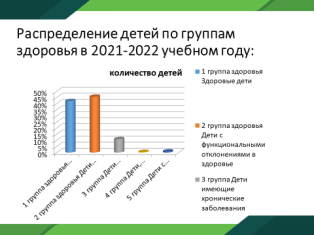 Распределение детей по группам
здоровья в 2021-2022 учебном году:
количество детей
50%
45%
40%
35%
30%
25%
20%
15%
10%
5%
0%
1 группа здоровья…
2 группа здоровья Дети…
3 группа Дети…
4 группа Дети,…
5 группа Дети с…
1 группа здоровья
Здоровые дети
2 группа здоровья
Дети с
функциональными
отклонениями в
здоровье
3 группа Дети
имеющие
хронические
заболевания